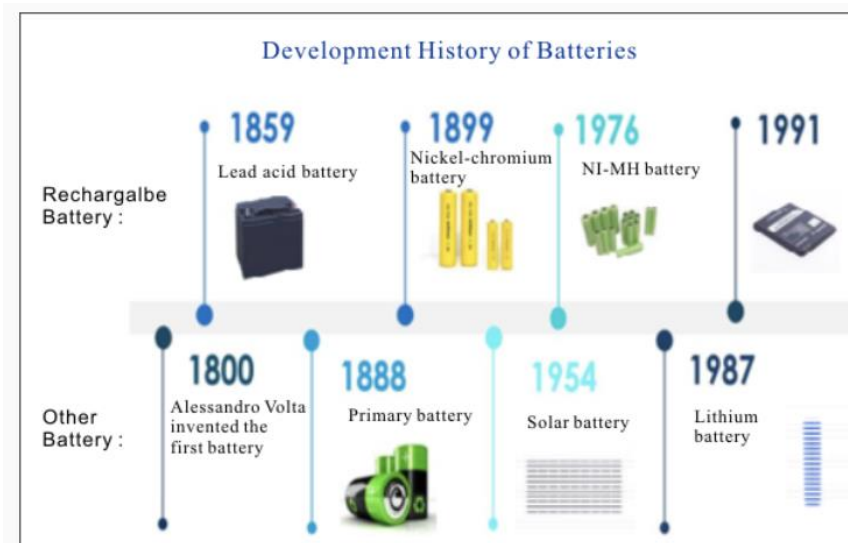 Development History of Batteries
1859
Lead acid battery
1899
Nickel-chromium
battery
1976
NI-MH battery
1991
Rechargalbe
Battery :
1800
Alessandro Volta
invented the
first battery
1888
Primary battery
1954
Solar battery
1987
Lithium
battery
Other
Battery :